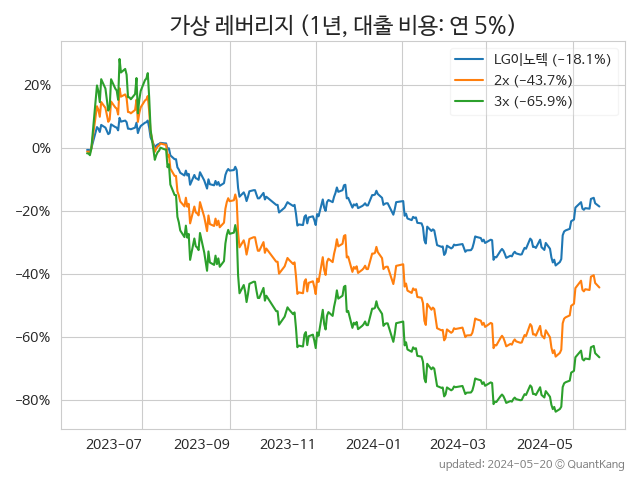 가상 레버리지 (1년, 대출 비용: 연 5%)
LG이노텍 (−18.1%)
2x (−43.7%)
3x (−65.9%)
20%
0%
−20%
−40%
−60%
−80%
2023-07
2023-09
2023-11
2024-01
2024-03
2024-05
updated: 2024-05-20 © QuantKang